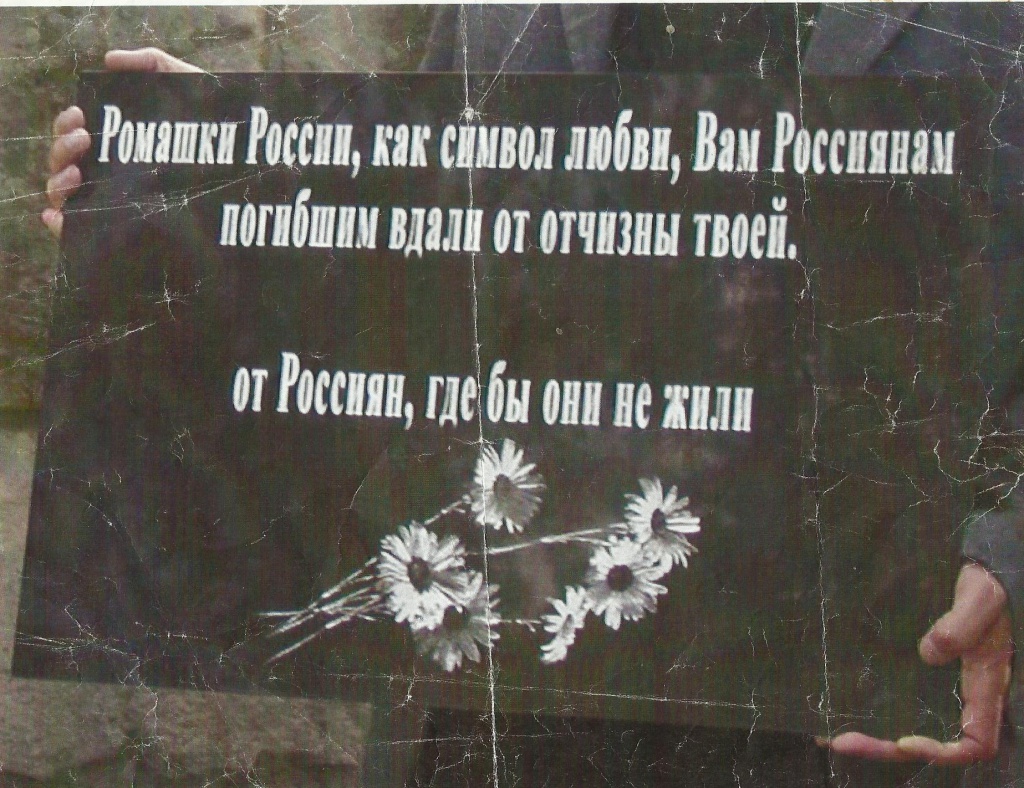 Ромашки России, как символ любви, Вам Россиянам
погибшим вдали от отчизны твоей.
от Россиян, где бы они не жили